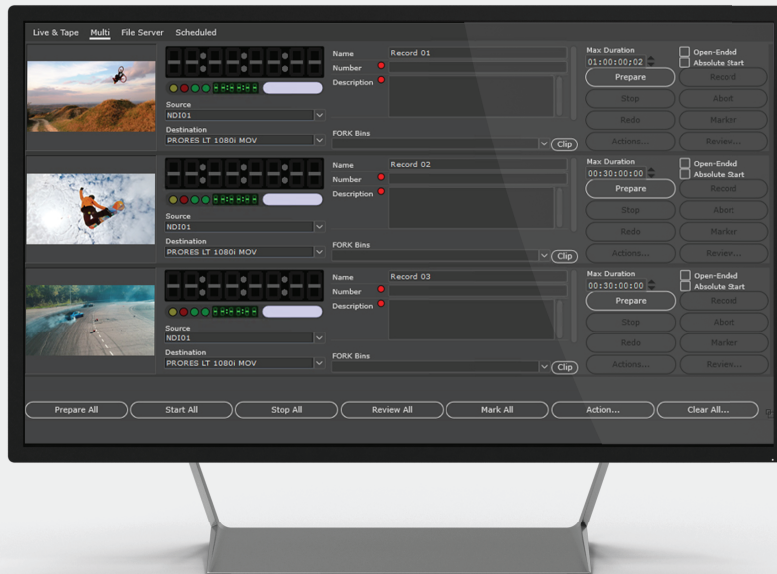 Live & Tape Multi File Server Scheduled
Name Record 01
Number
Description
Source
NDI01
Destination
PRORES LT 1080i MOV
FORK Bins
Clip
Max Duration
01:00:00;02
Open-Ended
Absolute Start
Prepare Record
Stop Abort
Redo Marker
Actions... Review...
Name Record 02
Number
Description
Source
NDI01
Destination
PRORES LT 1080i MOV
FORK Bins
Clip
Max Duration
00:30:00:00
Open-Ended
Absolute Start
Prepare Record
Stop Abort
Redo Marker
Actions... Review...
Name Record 03
Number
Description
Source
NDI01
Destination
PRORES LT 1080i MOV
FORK Bins
Clip
Max Duration
00:30:00:00
Open-Ended
Absolute Start
Prepare Record
Stop Abort
Redo Marker
Actions... Review...
Prepare All Start All Stop All Review All Mark All Action... Clear All...